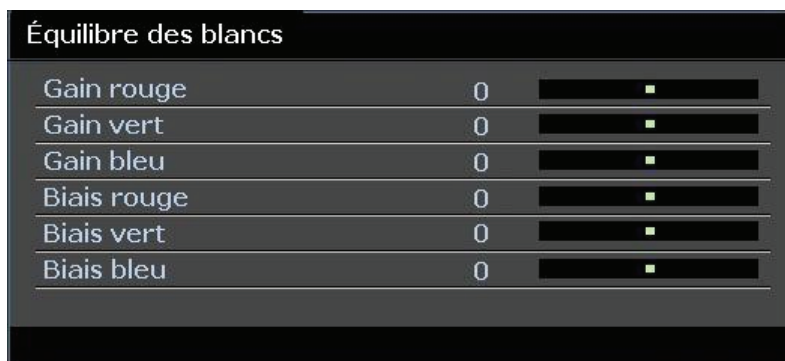 Équilibre des blancs
Gain rouge 0
Gain vert 0
Gain bleu 0
Biais rouge 0
Biais vert 0
Biais bleu 0